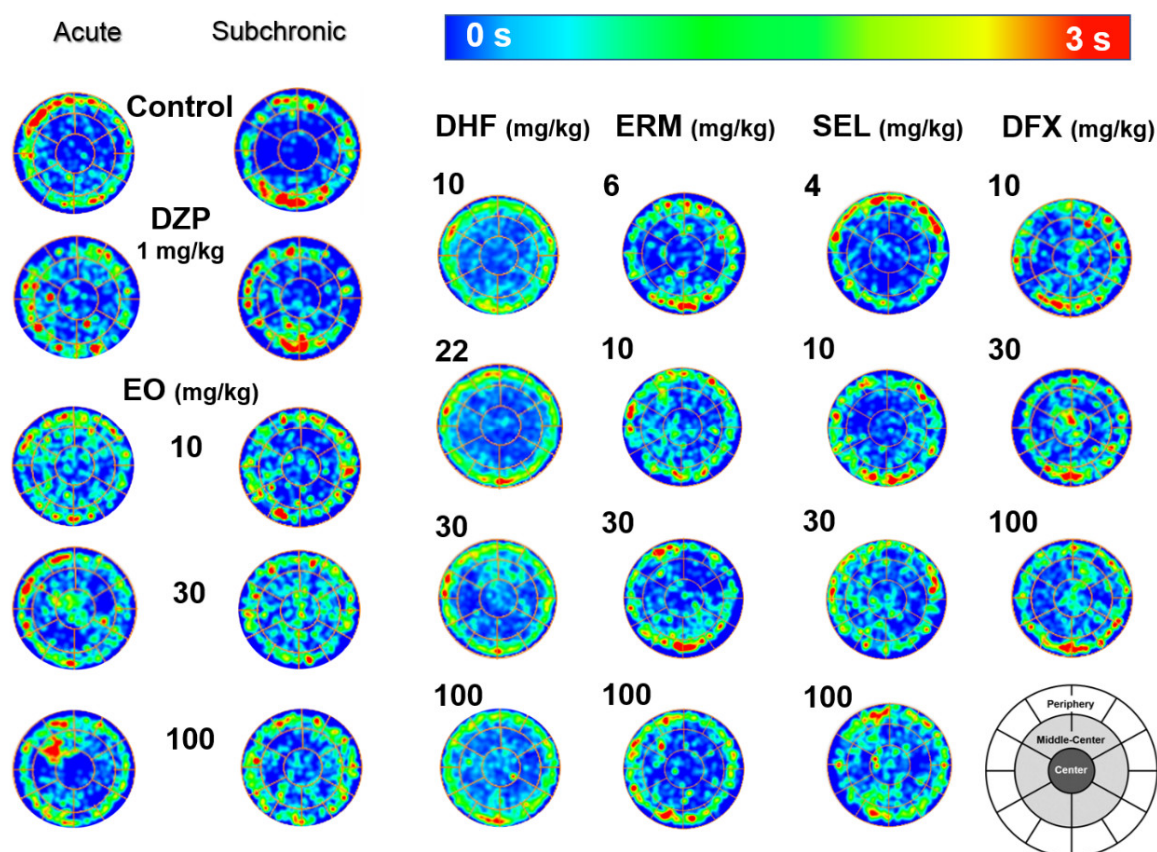 Acute
Subchronic
0 s
3 s
Control
DZP
1 mg/kg
EO (mg/kg)
10
30
100
DHF (mg/kg)
ERM (mg/kg)
SEL (mg/kg)
DFX (mg/kg)
10
6
4
10
22
10
10
30
30
30
30
100
100
100
100
Periphery
Middle-Center
Center